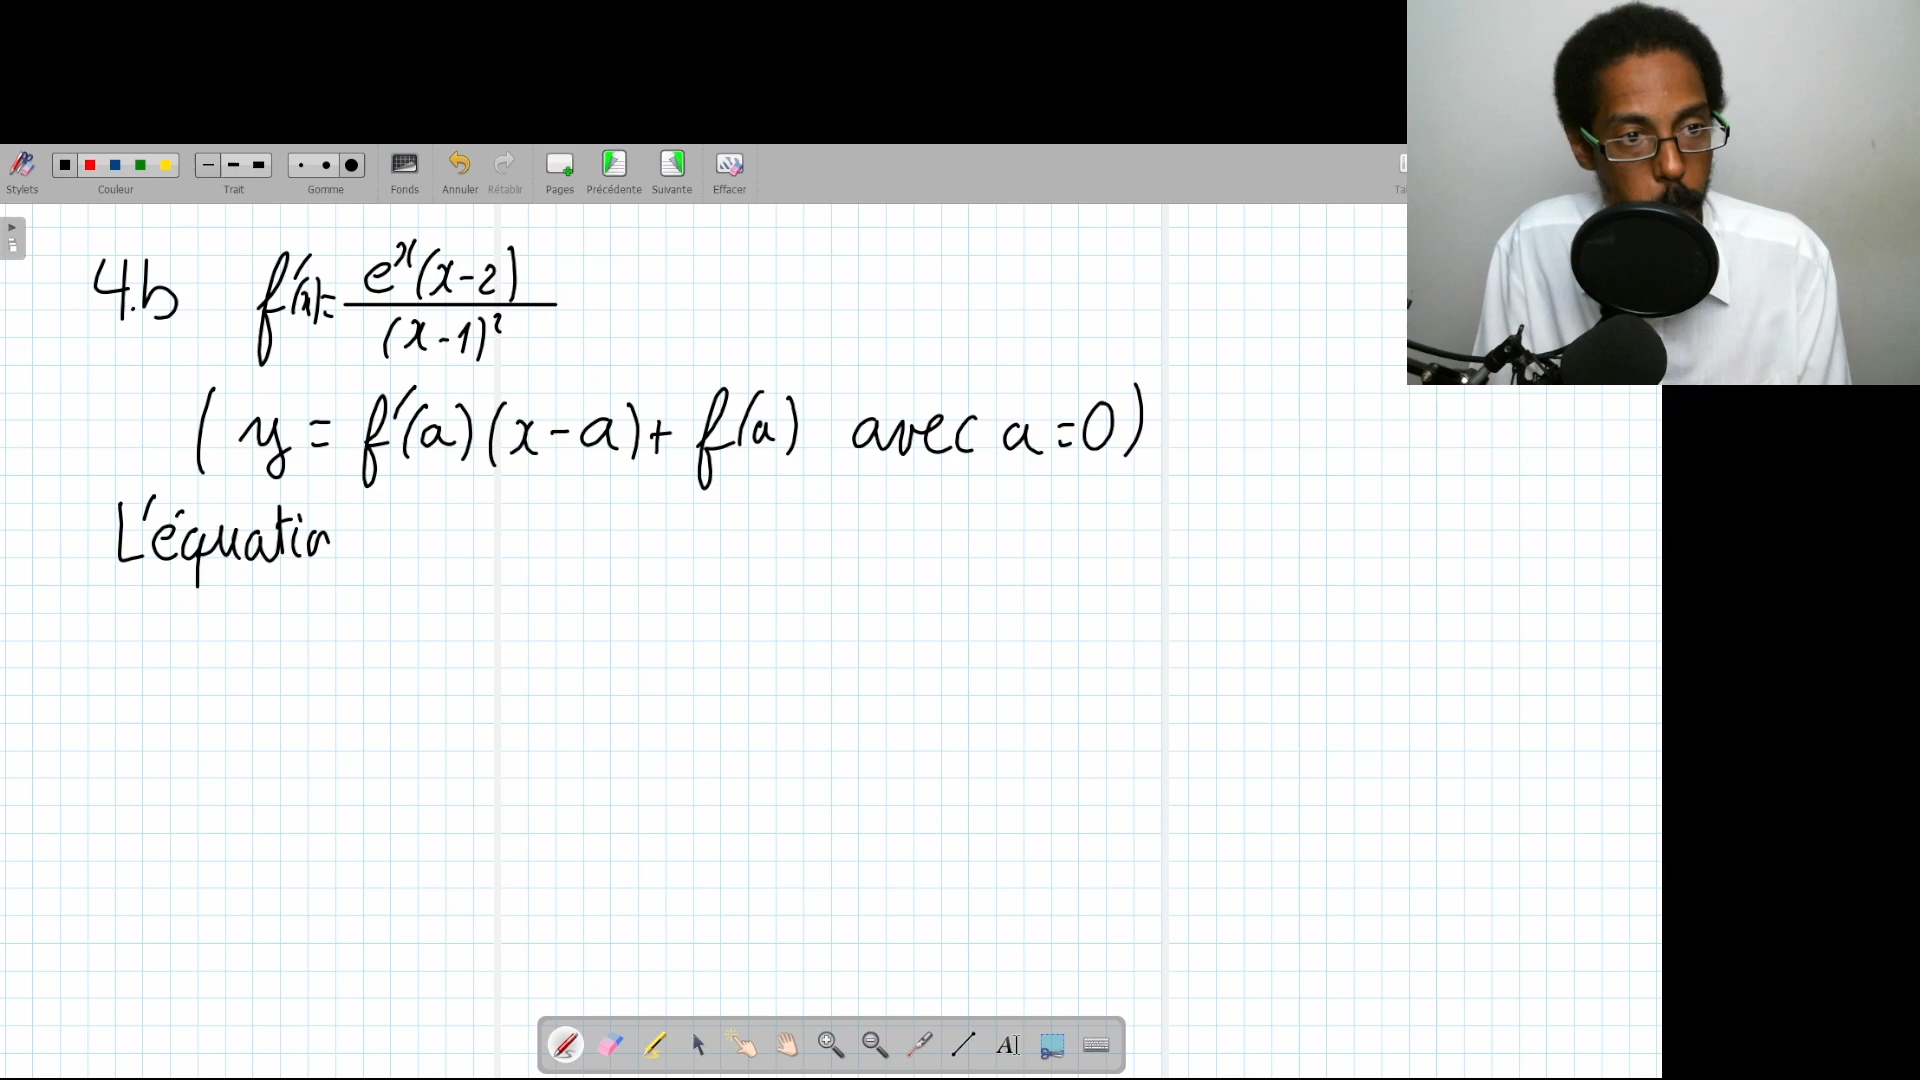 Stylets Couleur Trait Gomme Fonds Annuler Rétablir Pages Précédente Suivante Effacer
4.b f'(x)= e^x(x-2) / (x-1)²
( y = f'(a)(x-a)+ f(a) avec a=0)
L'équation